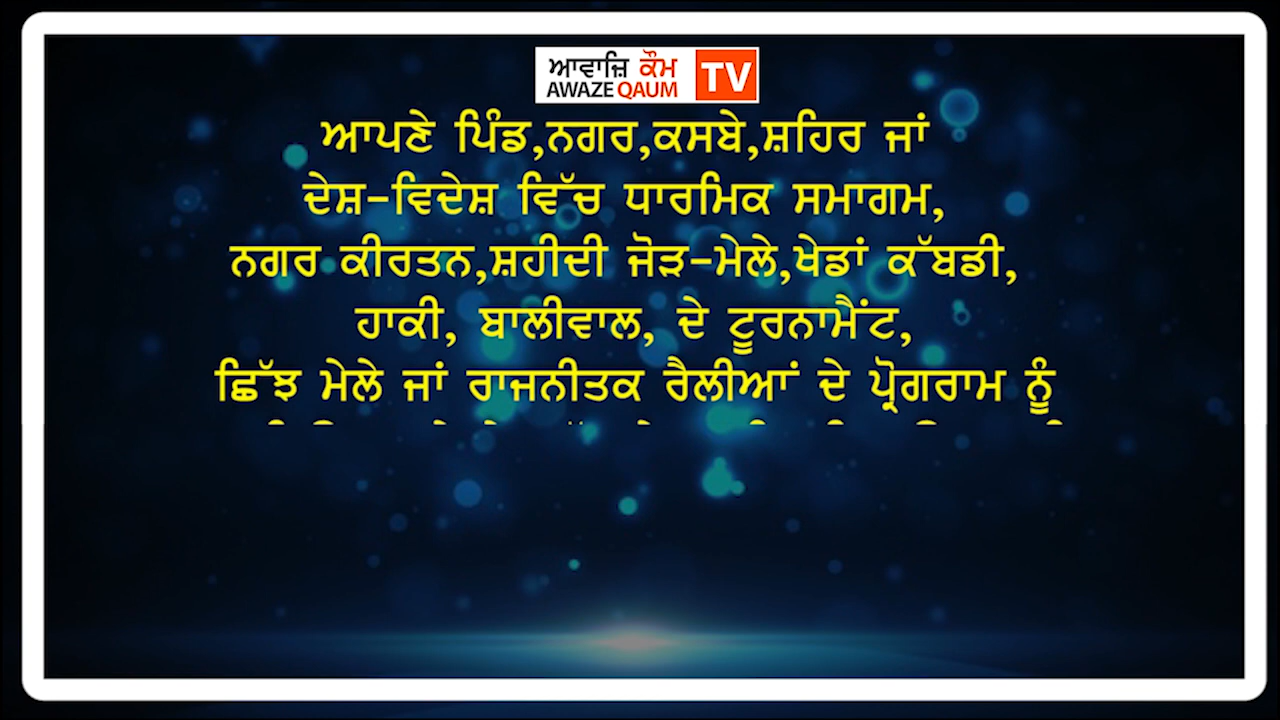 ਆਵਾਜ਼ਿ ਕੌਮ TV
AWAZE QAUM
ਆਪਣੇ ਪਿੰਡ,ਨਗਰ,ਕਸਬੇ,ਸ਼ਹਿਰ ਜਾਂ
ਦੇਸ਼-ਵਿਦੇਸ਼ ਵਿੱਚ ਧਾਰਮਿਕ ਸਮਾਗਮ,
ਨਗਰ ਕੀਰਤਨ,ਸ਼ਹੀਦੀ ਜੋੜ-ਮੇਲੇ,ਖੇਡਾਂ ਕੱਬਡੀ,
ਹਾਕੀ, ਬਾਲੀਵਾਲ, ਦੇ ਟੂਰਨਾਮੈਂਟ,
ਛਿੱਝ ਮੇਲੇ ਜਾਂ ਰਾਜਨੀਤਕ ਰੈਲੀਆਂ ਦੇ ਪ੍ਰੋਗਰਾਮ ਨੂੰ